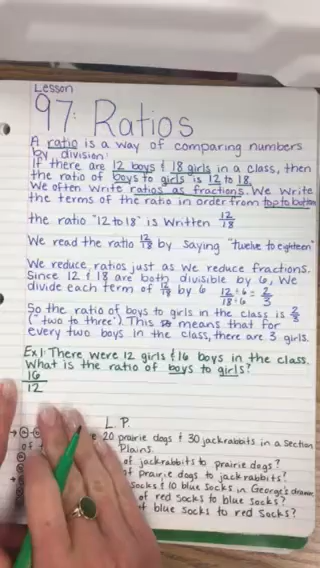 Lesson
97: Ratios
A ratio is a way of comparing numbers
by division.
If there are 12 boys & 18 girls in a class, then
the ratio of boys to girls is 12 to 18.
We often write ratios as fractions. We write
the terms of the ratio in order from top to bottom
the ratio "12 to 18" is written 12/18
We read the ratio 12/18 by saying "twelve to eighteen"
We reduce ratios just as we reduce fractions.
Since 12 & 18 are both divisible by 6, we
divide each term of 12/18 by 6 12÷6/18÷6 = 2/3
So the ratio of boys to girls in the class is 2/3
("two to three"). This means that for
every two boys in the class, there are 3 girls.
Ex 1: There were 12 girls & 16 boys in the class.
What is the ratio of boys to girls?
16
12
L.P.
20 prairie dogs & 30 jackrabbits in a section
of Plains.
of jackrabbits to prairie dogs?
of prairie dogs to jackrabbits?
socks & 10 blue socks in George's drawer
of red socks to blue socks?
of blue socks to red socks?